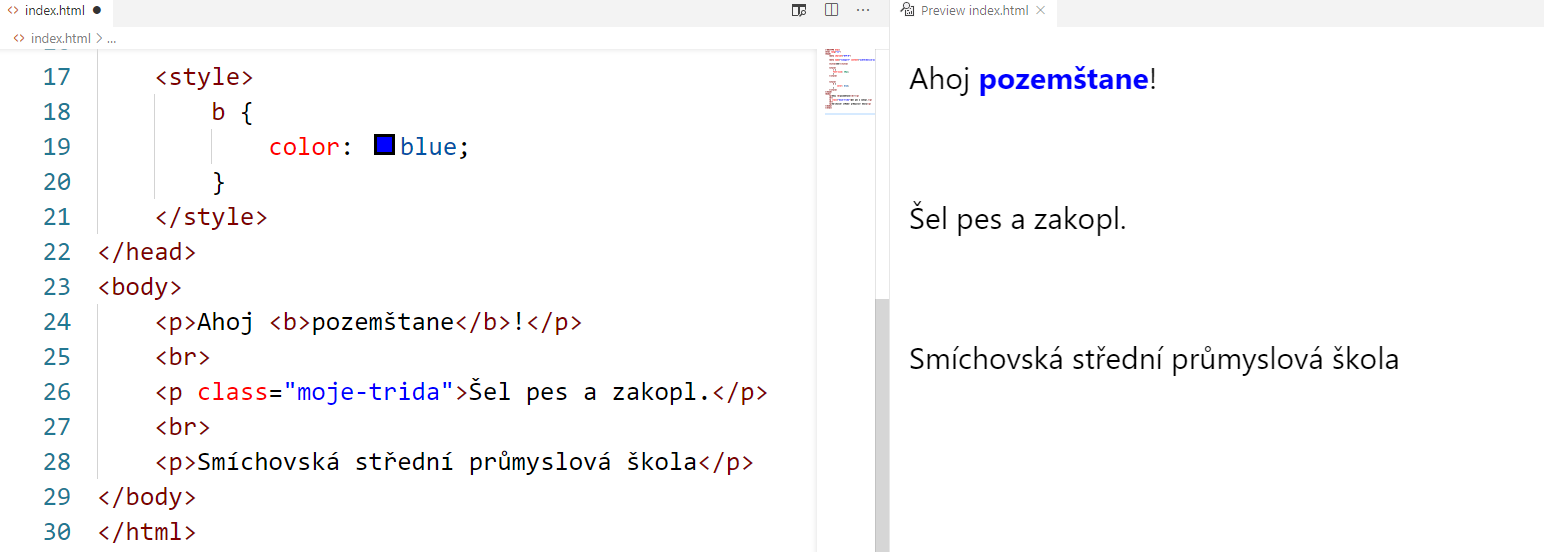 index.html
Preview index.html
index.html > ...
17 <style>
18 b {
19 color: blue;
20 }
21 </style>
22 </head>
23 <body>
24 <p>Ahoj <b>pozemštane</b>!</p>
25 <br>
26 <p class="moje-trida">Šel pes a zakopl.</p>
27 <br>
28 <p>Smíchovská střední průmyslová škola</p>
29 </body>
30 </html>
Ahoj pozemštane!
Šel pes a zakopl.
Smíchovská střední průmyslová škola